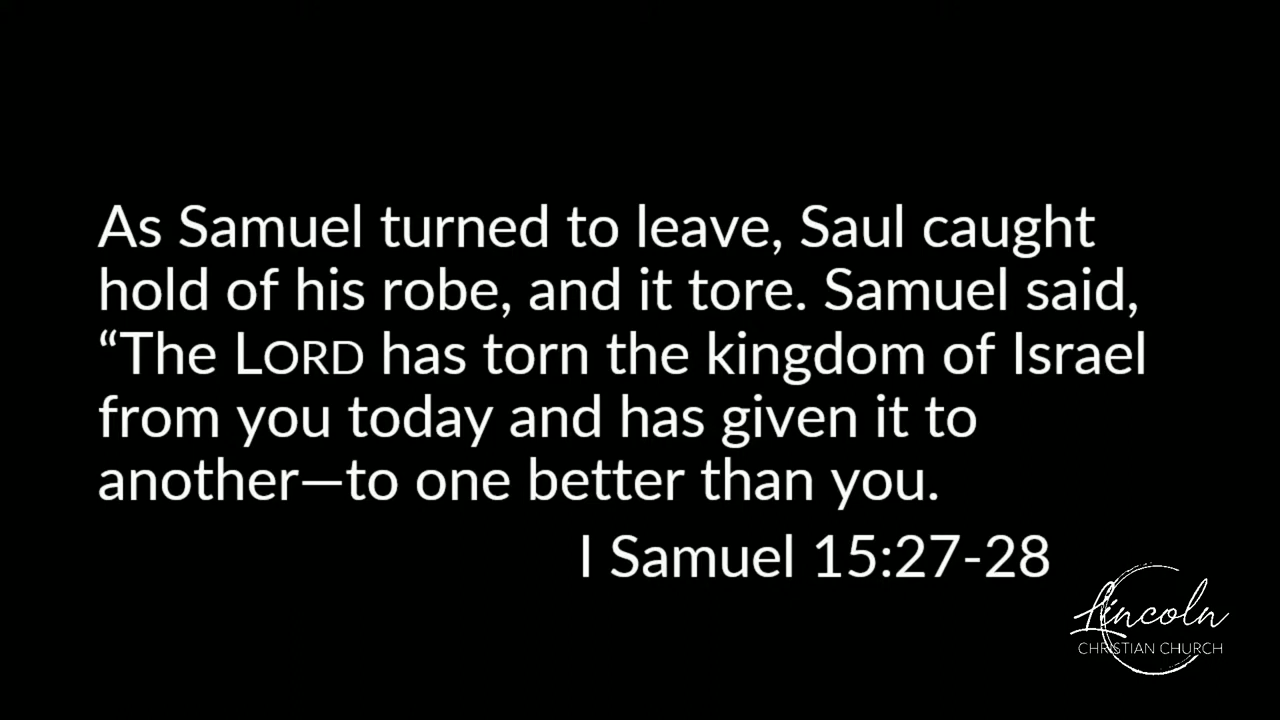 As Samuel turned to leave, Saul caught
hold of his robe, and it tore. Samuel said,
“The LORD has torn the kingdom of Israel
from you today and has given it to
another—to one better than you.
I Samuel 15:27-28
Lincoln
CHRISTIAN CHURCH